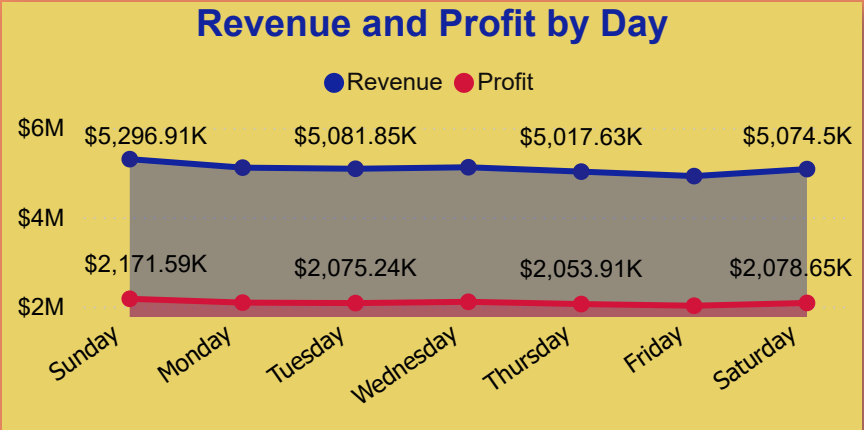 Revenue and Profit by Day
Revenue Profit
$6M
$5,296.91K $5,081.85K $5,017.63K $5,074.5K
$4M
$2,171.59K $2,075.24K $2,053.91K $2,078.65K
$2M
Sunday Monday Tuesday Wednesday Thursday Friday Saturday